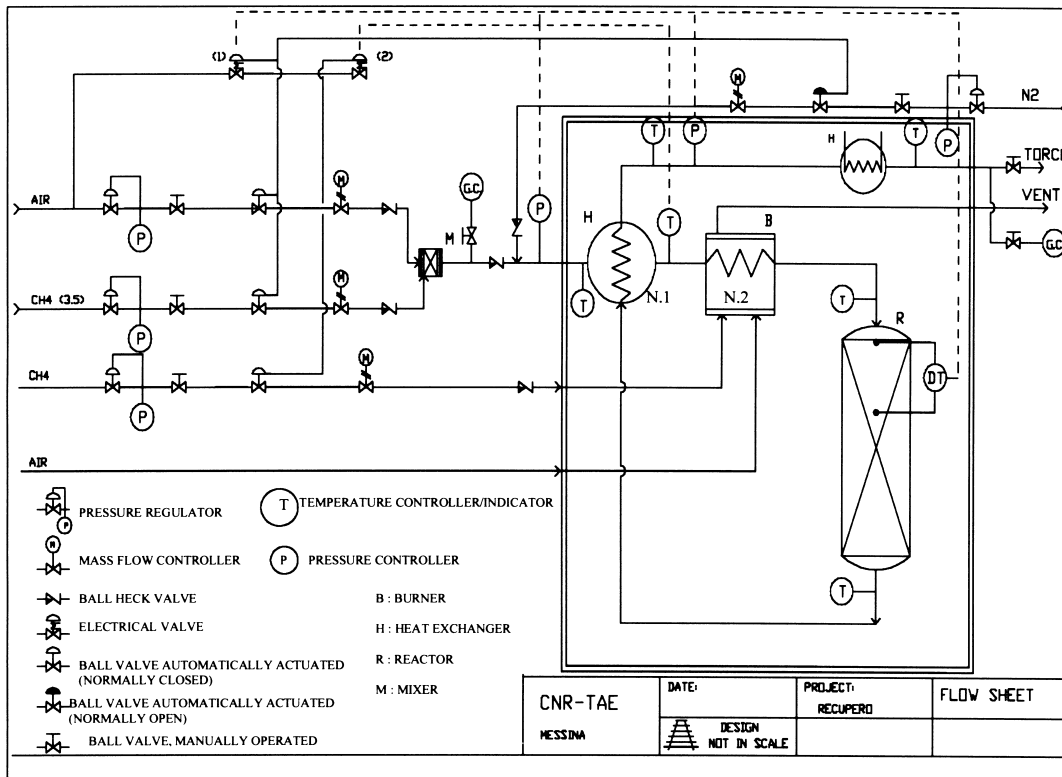 (1)
(2)
M
N2
T
P
H
T
P
TORCH
VENT
AIR
M
G.C.
P
H
T
B
M
P
N.1
N.2
G.C.
CH4 (3.5)
M
T
T
R
P
CH4
M
DT
P
AIR
T
P
PRESSURE REGULATOR
T
TEMPERATURE CONTROLLER/INDICATOR
M
MASS FLOW CONTROLLER
P
PRESSURE CONTROLLER
BALL HECK VALVE
B : BURNER
ELECTRICAL VALVE
H : HEAT EXCHANGER
BALL VALVE AUTOMATICALLY ACTUATED
(NORMALLY CLOSED)
R : REACTOR
M : MIXER
BALL VALVE AUTOMATICALLY ACTUATED
(NORMALLY OPEN)
BALL VALVE, MANUALLY OPERATED
CNR-TAE
MESSINA
DATE:
DESIGN
NOT IN SCALE
PROJECT:
RECUPERO
FLOW SHEET